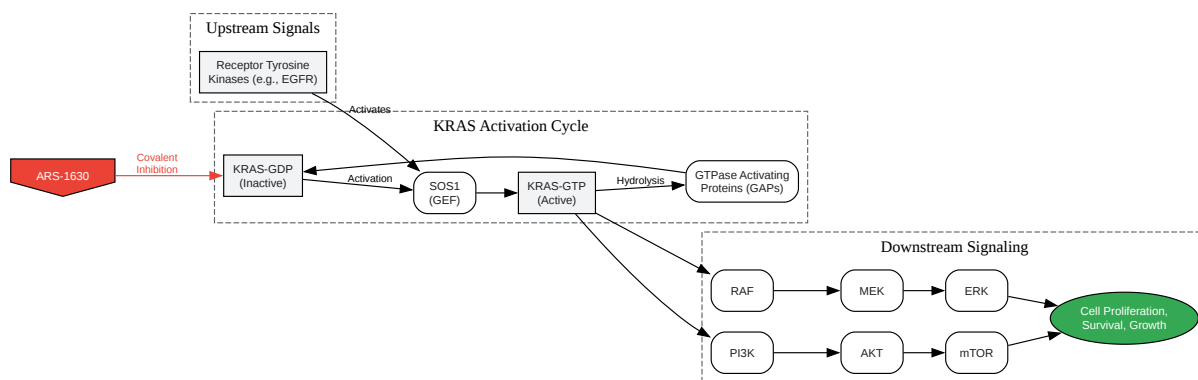 Upstream Signals
Receptor Tyrosine
Kinases (e.g., EGFR)
Activates
KRAS Activation Cycle
ARS-1630
Covalent
Inhibition
KRAS-GDP
(Inactive)
Activation
SOS1
(GEF)
KRAS-GTP
(Active)
Hydrolysis
GTPase Activating
Proteins (GAPs)
Downstream Signaling
RAF
MEK
ERK
Cell Proliferation,
Survival, Growth
PI3K
AKT
mTOR